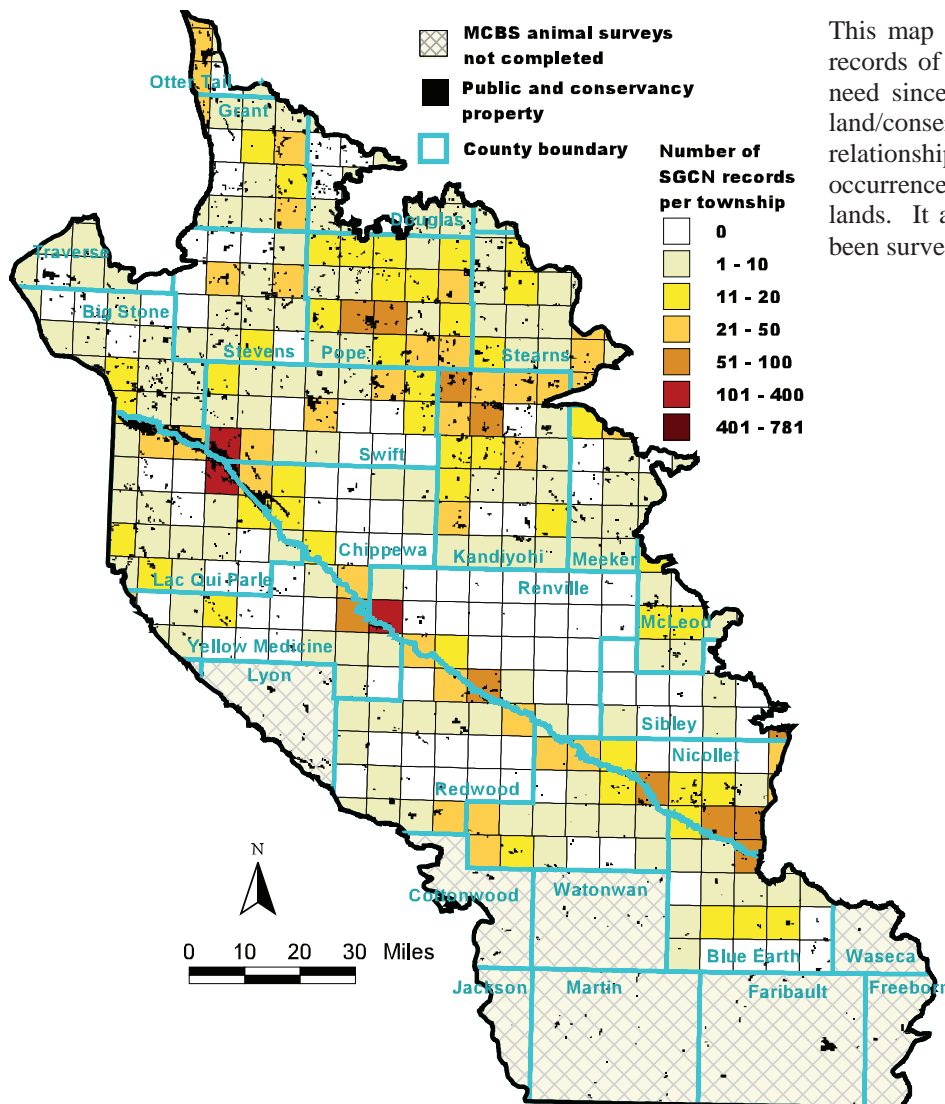 MCBS animal surveys
not completed
Public and conservancy
property
County boundary
Number of
SGCN records
per township
0
1 - 10
11 - 20
21 - 50
51 - 100
101 - 400
401 - 781
This map
records of
need since
land/conser
relationship
occurrence
lands. It a
been surve
Otter Tail
Grant
Douglas
Traverse
Big Stone
Stevens
Pope
Stearns
Swift
Chippewa
Kandiyohi
Meeker
Lac Qui Parle
Renville
McLeod
Yellow Medicine
Lyon
Sibley
Nicollet
Redwood
Cottonwood
Watonwan
Blue Earth
Waseca
Jackson
Martin
Faribault
Freeborn
N
0 10 20 30 Miles